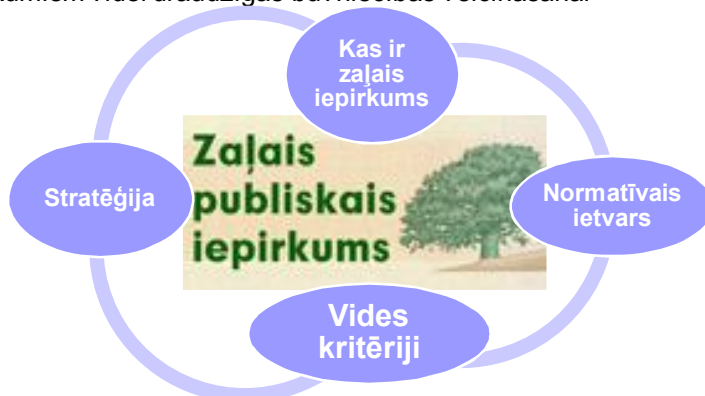 Kas ir
zaļais
iepirkums
Zaļais
publiskais
iepirkums
Stratēģija
Normatīvais
ietvars
Vides
kritēriji